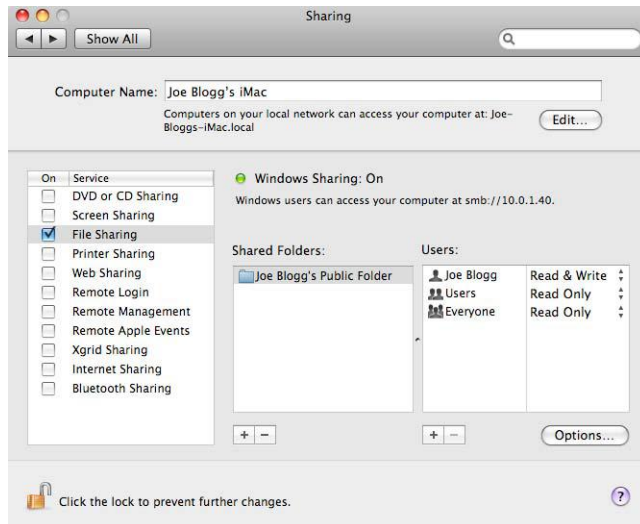 Sharing
Show All
Computer Name: Joe Blogg's iMac
Computers on your local network can access your computer at: Joe-
Bloggs-iMac.local
Edit...
On Service
DVD or CD Sharing
Screen Sharing
File Sharing
Printer Sharing
Web Sharing
Remote Login
Remote Management
Remote Apple Events
Xgrid Sharing
Internet Sharing
Bluetooth Sharing
Windows Sharing: On
Windows users can access your computer at smb://10.0.1.40.
Shared Folders:
Joe Blogg's Public Folder
Users:
Joe Blogg Read & Write
Users Read Only
Everyone Read Only
+ −
+ −
Options...
Click the lock to prevent further changes.
?